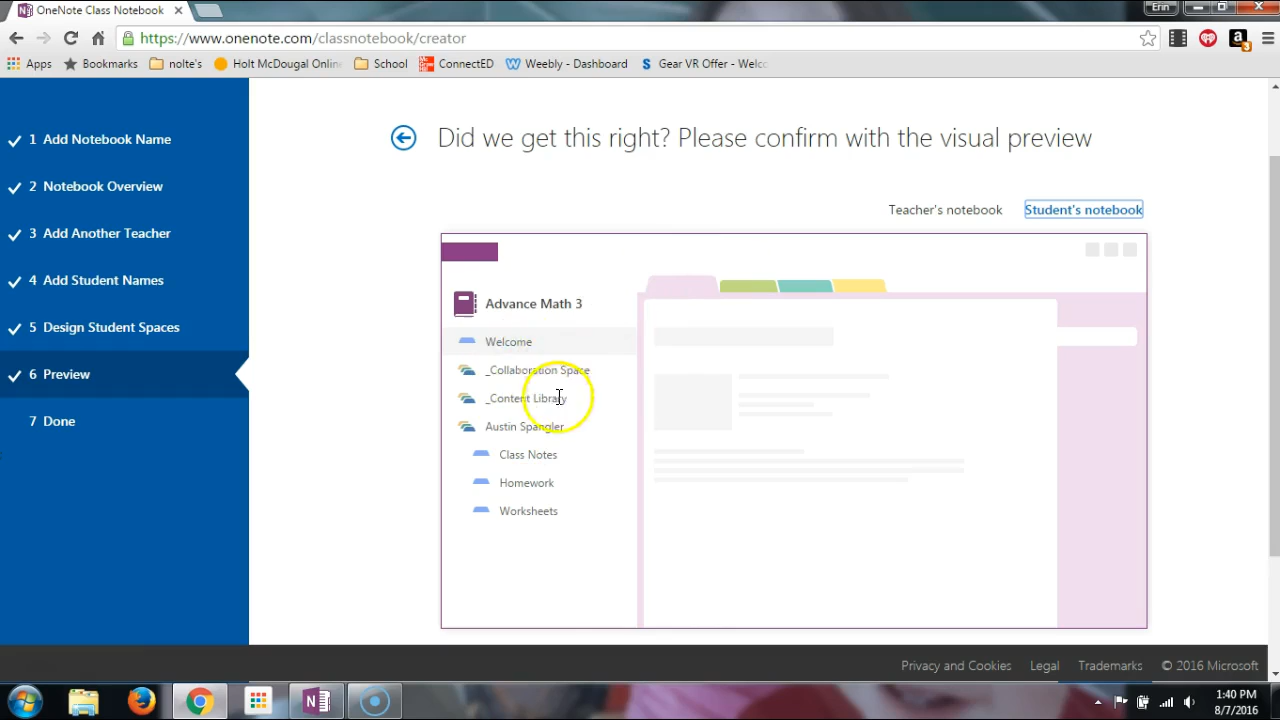 OneNote Class Notebook
Erin
https://www.onenote.com/classnotebook/creator
3
Apps
Bookmarks
nolte's
Holt McDougal Onlin
School
ConnectED
Weebly - Dashboard
Gear VR Offer - Welc
1 Add Notebook Name
2 Notebook Overview
3 Add Another Teacher
4 Add Student Names
5 Design Student Spaces
6 Preview
7 Done
Did we get this right? Please confirm with the visual preview
Teacher's notebook
Student's notebook
Advance Math 3
Welcome
_Collaboration Space
_Content Library
Austin Spangler
Class Notes
Homework
Worksheets
Privacy and Cookies
Legal
Trademarks
© 2016 Microsoft
1:40 PM
8/7/2016